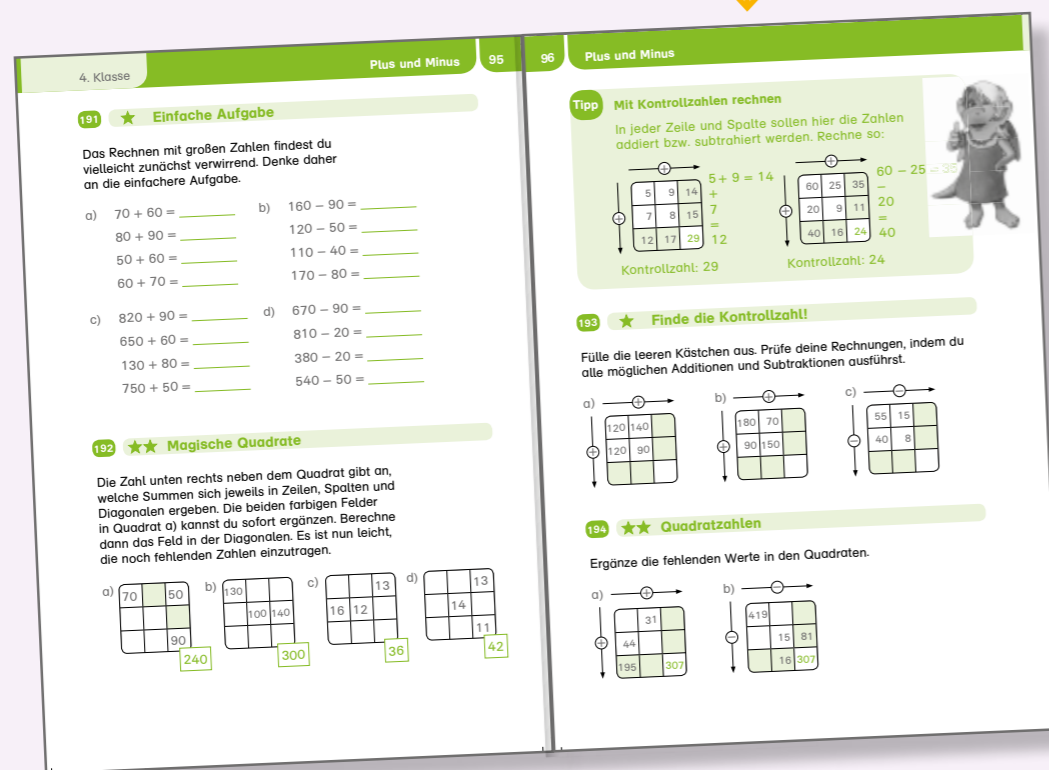 4. Klasse
Plus und Minus 95
191 Einfache Aufgabe
Das Rechnen mit großen Zahlen findest du
vielleicht zunächst verwirrend. Denke daher
an die einfachere Aufgabe.
a) 70 + 60 =
80 + 90 =
50 + 60 =
60 + 70 =
b) 160 – 90 =
120 – 50 =
110 – 40 =
170 – 80 =
c) 820 + 90 =
650 + 60 =
130 + 80 =
750 + 50 =
d) 670 – 90 =
810 – 20 =
380 – 20 =
540 – 50 =
192 Magische Quadrate
Die Zahl unten rechts neben dem Quadrat gibt an,
welche Summen sich jeweils in Zeilen, Spalten und
Diagonalen ergeben. Die beiden farbigen Felder
in Quadrat a) kannst du sofort ergänzen. Berechne
dann das Feld in der Diagonalen. Es ist nun leicht,
die noch fehlenden Zahlen einzutragen.
a) 70 50
90
240
b) 130
100 140
300
c) 13
16 12
36
d) 13
14
11
42
96 Plus und Minus
Tipp Mit Kontrollzahlen rechnen
In jeder Zeile und Spalte sollen hier die Zahlen
addiert bzw. subtrahiert werden. Rechne so:
+
+
5 9 14
7 8 15
12 17 29
5 + 9 = 14
+
7
=
12
Kontrollzahl: 29
+
+
60 25 35
20 9 11
40 16 24
60 – 25 = 35
–
20
=
40
Kontrollzahl: 24
193 Finde die Kontrollzahl!
Fülle die leeren Kästchen aus. Prüfe deine Rechnungen, indem du
alle möglichen Additionen und Subtraktionen ausführst.
a) +
+
120 140
120 90
b) +
+
180 70
90 150
c) –
–
55 15
40 8
194 Quadratzahlen
Ergänze die fehlenden Werte in den Quadraten.
a) +
+
31
44
195 307
b) –
–
419
15 81
16 307